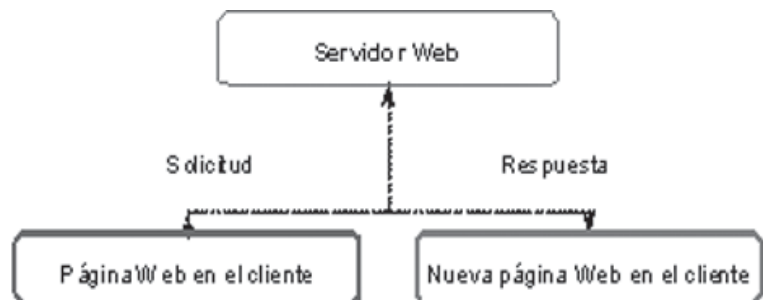 Servidor Web
Solicitud
Respuesta
Página Web en el cliente
Nueva página Web en el cliente